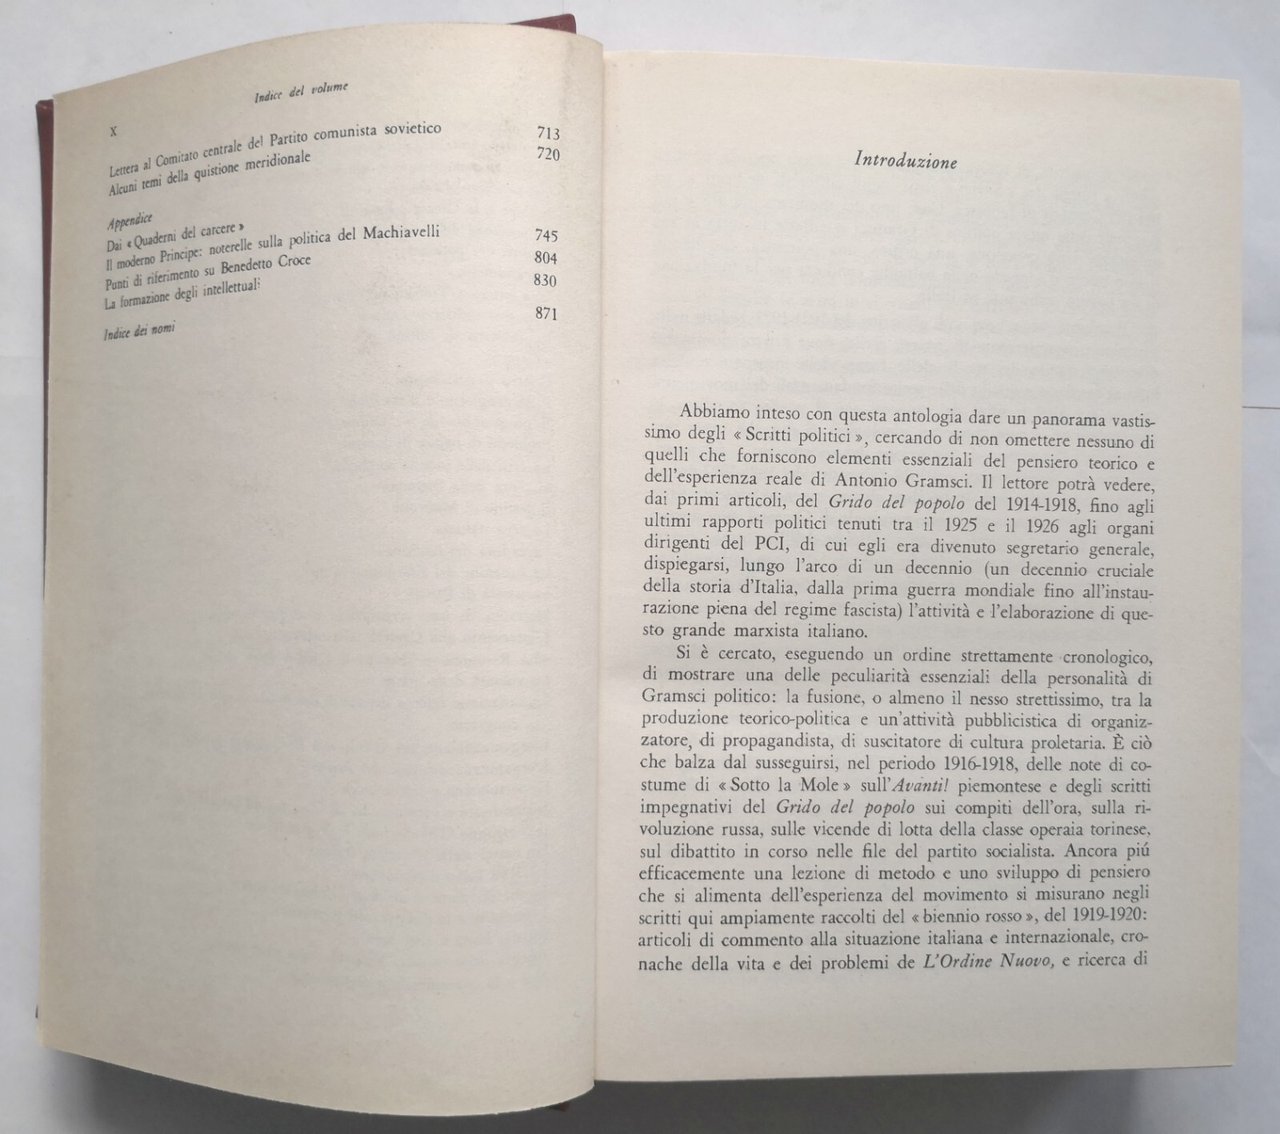 Indice del volume
X
Lettera al Comitato centrale del Partito comunista sovietico 713
Alcuni temi della quistione meridionale 720
Appendice
Dai « Quaderni del carcere »
Il moderno Principe: noterelle sulla politica del Machiavelli 745
Punti di riferimento su Benedetto Croce 804
La formazione degli intellettuali 830
Indice dei nomi 871
Introduzione
Abbiamo inteso con questa antologia dare un panorama vastis-
simo degli « Scritti politici », cercando di non omettere nessuno di
quelli che forniscono elementi essenziali del pensiero teorico e
dell'esperienza reale di Antonio Gramsci. Il lettore potrà vedere,
dai primi articoli, del Grido del popolo del 1914-1918, fino agli
ultimi rapporti politici tenuti tra il 1925 e il 1926 agli organi
dirigenti del PCI, di cui egli era divenuto segretario generale,
dispiegarsi, lungo l'arco di un decennio (un decennio cruciale
della storia d'Italia, dalla prima guerra mondiale fino all'instau-
razione piena del regime fascista) l'attività e l'elaborazione di que-
sto grande marxista italiano.
Si è cercato, eseguendo un ordine strettamente cronologico,
di mostrare una delle peculiarità essenziali della personalità di
Gramsci politico: la fusione, o almeno il nesso strettissimo, tra la
produzione teorico-politica e un'attività pubblicistica di organiz-
zatore, di propagandista, di suscitatore di cultura proletaria. È ciò
che balza dal susseguirsi, nel periodo 1916-1918, delle note di co-
stume di « Sotto la Mole » sull'Avanti! piemontese e degli scritti
impegnativi del Grido del popolo sui compiti dell'ora, sulla ri-
voluzione russa, sulle vicende di lotta della classe operaia torinese,
sul dibattito in corso nelle file del partito socialista. Ancora piú
efficacemente una lezione di metodo e uno sviluppo di pensiero
che si alimenta dell'esperienza del movimento si misurano negli
scritti qui ampiamente raccolti del « biennio rosso », del 1919-1920:
articoli di commento alla situazione italiana e internazionale, cro-
nache della vita e dei problemi de L'Ordine Nuovo, e ricerca di